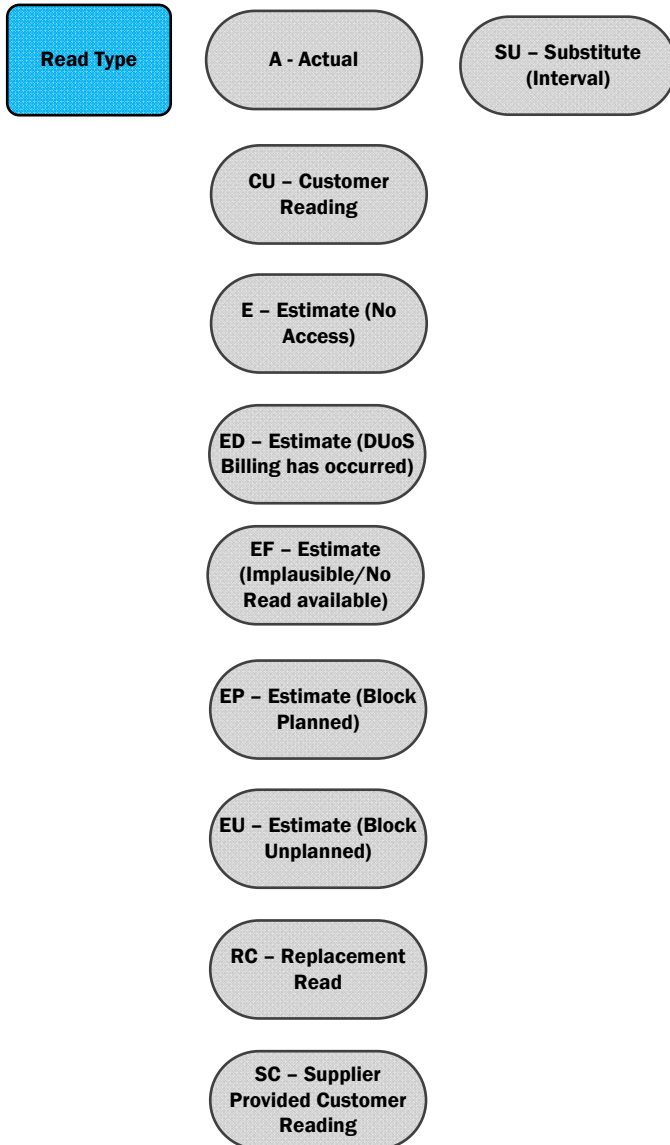 Read Type
A - Actual
SU – Substitute
(Interval)
CU – Customer
Reading
E – Estimate (No
Access)
ED – Estimate (DUoS
Billing has occurred)
EF – Estimate
(Implausible/No
Read available)
EP – Estimate (Block
Planned)
EU – Estimate (Block
Unplanned)
RC – Replacement
Read
SC – Supplier
Provided Customer
Reading